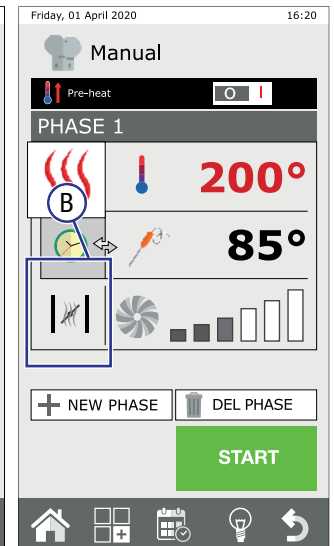 Friday, 01 April 2020 16:20
Manual
Pre-heat O I
PHASE 1
200°
B
85°
NEW PHASE DEL PHASE
START